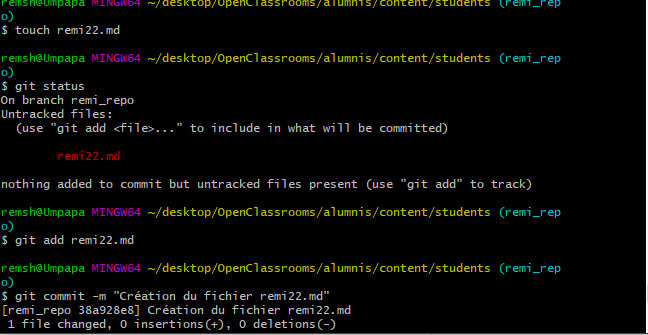 remsh@Umpapa MINGW64 ~/desktop/OpenClassrooms/alumnis/content/students (remi_rep
o)
$ touch remi22.md
remsh@Umpapa MINGW64 ~/desktop/OpenClassrooms/alumnis/content/students (remi_rep
o)
$ git status
On branch remi_repo
Untracked files:
(use "git add <file>..." to include in what will be committed)
remi22.md
nothing added to commit but untracked files present (use "git add" to track)
remsh@Umpapa MINGW64 ~/desktop/OpenClassrooms/alumnis/content/students (remi_rep
o)
$ git add remi22.md
remsh@Umpapa MINGW64 ~/desktop/OpenClassrooms/alumnis/content/students (remi_rep
o)
$ git commit -m "Création du fichier remi22.md"
[remi_repo 38a928e8] Création du fichier remi22.md
1 file changed, 0 insertions(+), 0 deletions(-)